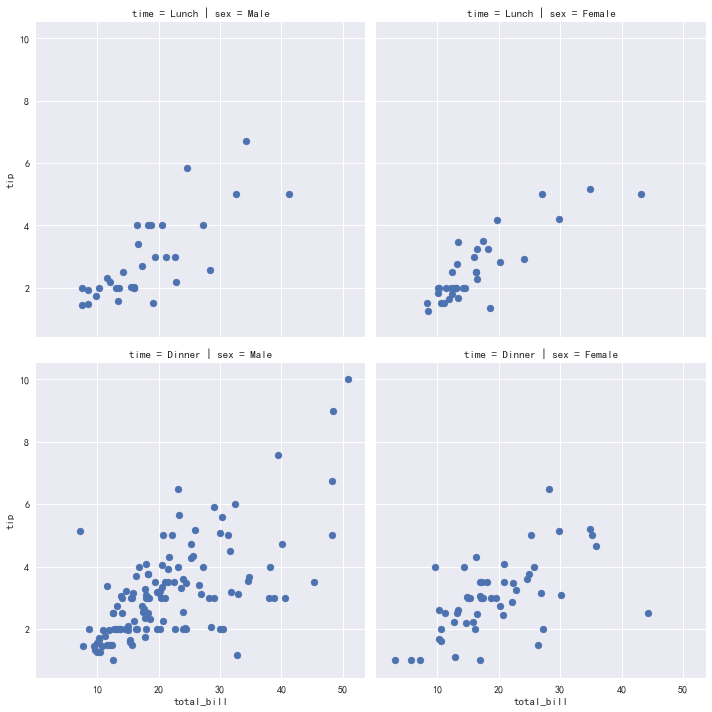 time = Lunch | sex = Male
time = Lunch | sex = Female
10
8
6
4
2
tip
time = Dinner | sex = Male
time = Dinner | sex = Female
10
8
6
4
2
tip
10 20 30 40 50
10 20 30 40 50
total_bill
total_bill